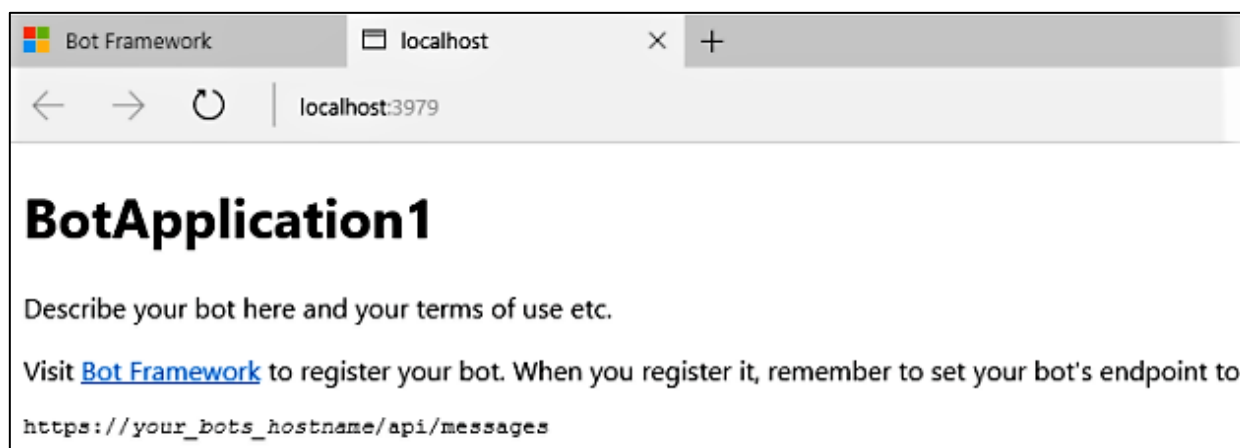 Bot Framework localhost
localhost:3979
BotApplication1
Describe your bot here and your terms of use etc.
Visit Bot Framework to register your bot. When you register it, remember to set your bot's endpoint to
https://your_bots_hostname/api/messages